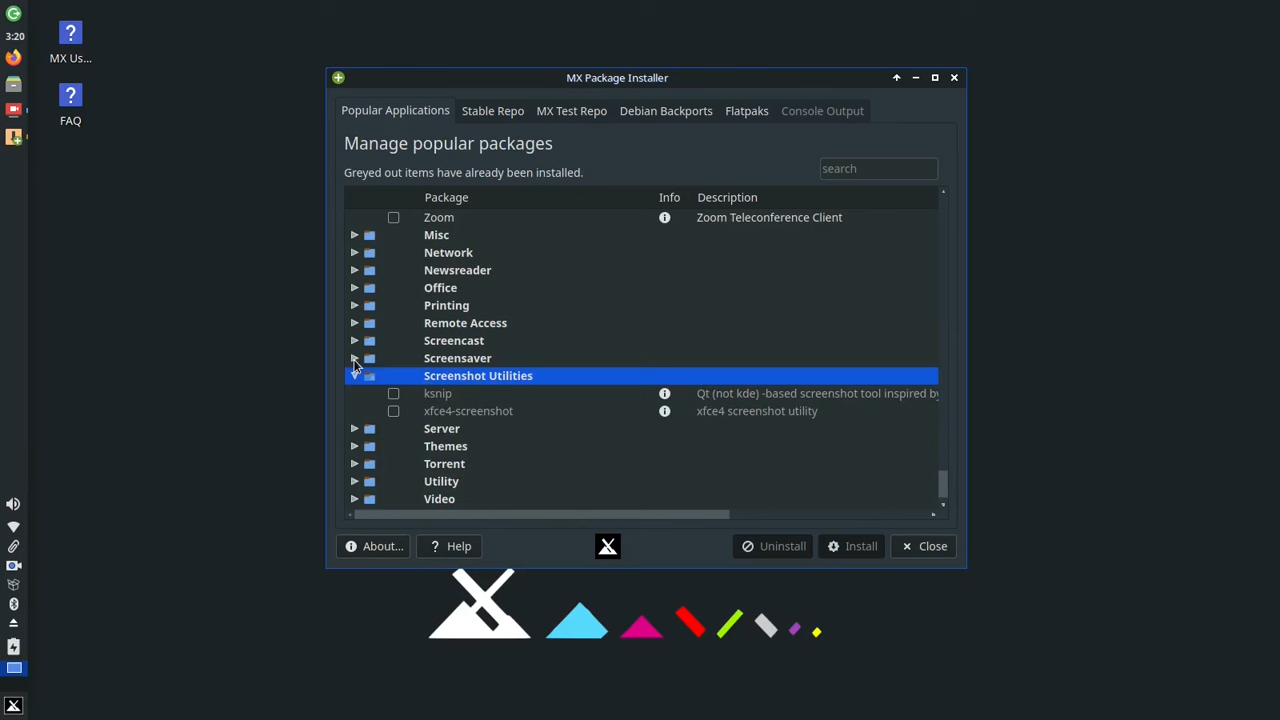 3:20
MX Us...
FAQ
MX Package Installer
Popular Applications Stable Repo MX Test Repo Debian Backports Flatpaks Console Output
Manage popular packages
search
Greyed out items have already been installed.
Package Info Description
Zoom Zoom Teleconference Client
Misc
Network
Newsreader
Office
Printing
Remote Access
Screencast
Screensaver
Screenshot Utilities
ksnip Qt (not kde) -based screenshot tool inspired by
xfce4-screenshot xfce4 screenshot utility
Server
Themes
Torrent
Utility
Video
About... ? Help Uninstall Install Close